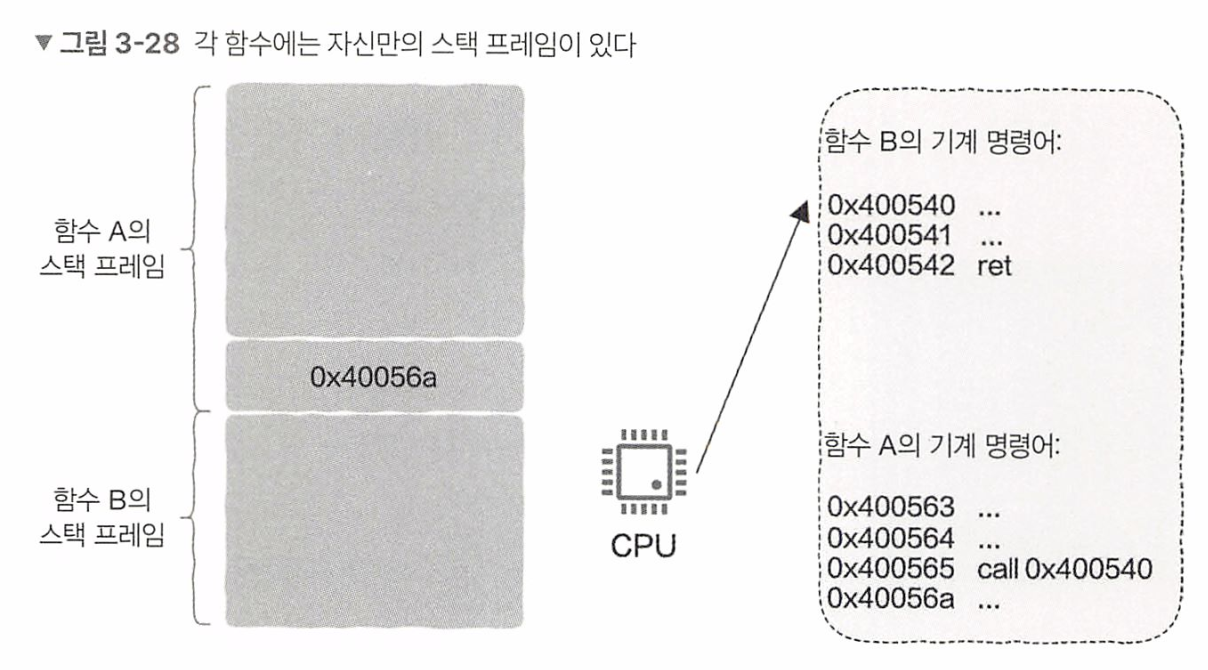 ▼ 그림 3-28 각 함수에는 자신만의 스택 프레임이 있다
함수 A의
스택 프레임
0x40056a
함수 B의
스택 프레임
CPU
함수 B의 기계 명령어:
0x400540 ...
0x400541 ...
0x400542 ret
함수 A의 기계 명령어:
0x400563 ...
0x400564 ...
0x400565 call 0x400540
0x40056a ...